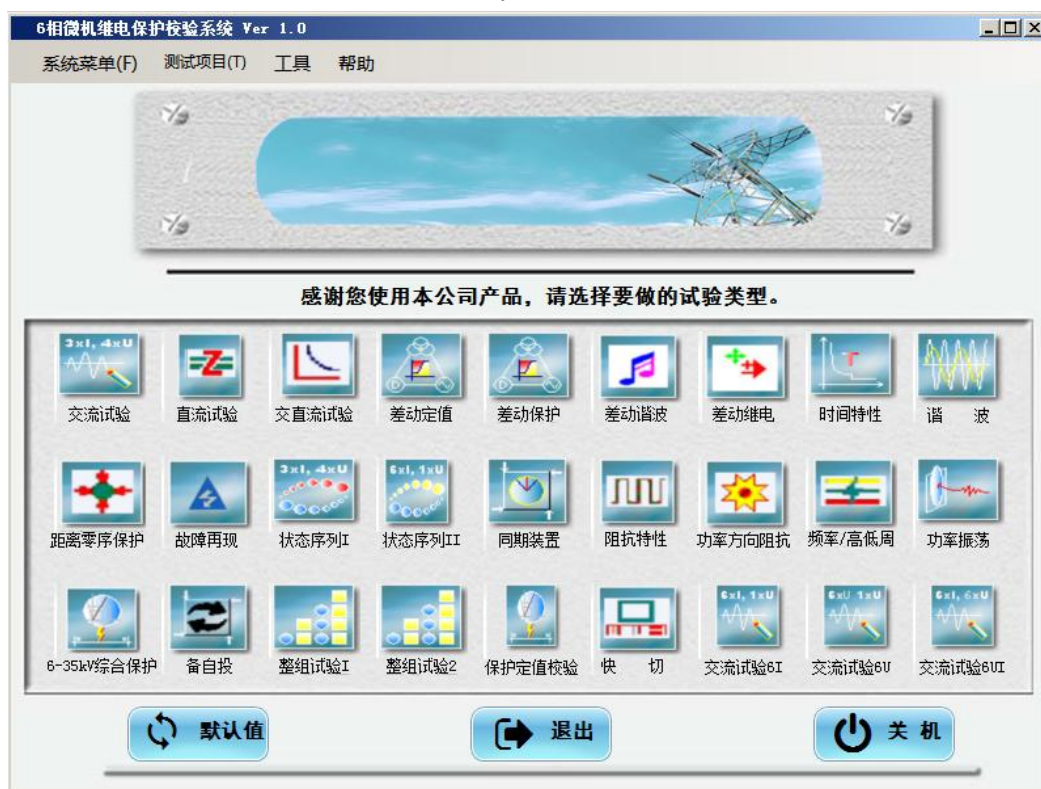 6相微机继电保护校验系统 Ver 1.0
系统菜单(F) 测试项目(T) 工具 帮助
感谢您使用本公司产品，请选择要做的试验类型。
3xI, 4xU
交流试验 直流试验 交直流试验 差动定值 差动保护 差动谐波 差动继电 时间特性 谐 波
3xI, 4xU 6xI, 1xU
距离零序保护 故障再现 状态序列I 状态序列II 同期装置 阻抗特性 功率方向阻抗 频率/高低周 功率振荡
6xI, 1xU 6xU 1xU 6xI, 6xU
6-35kV综合保护 备自投 整组试验I 整组试验2 保护定值校验 快 切 交流试验6I 交流试验6U 交流试验6UI
默认值 退出 关 机